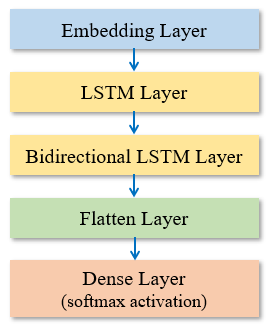 Embedding Layer
LSTM Layer
Bidirectional LSTM Layer
Flatten Layer
Dense Layer
(softmax activation)